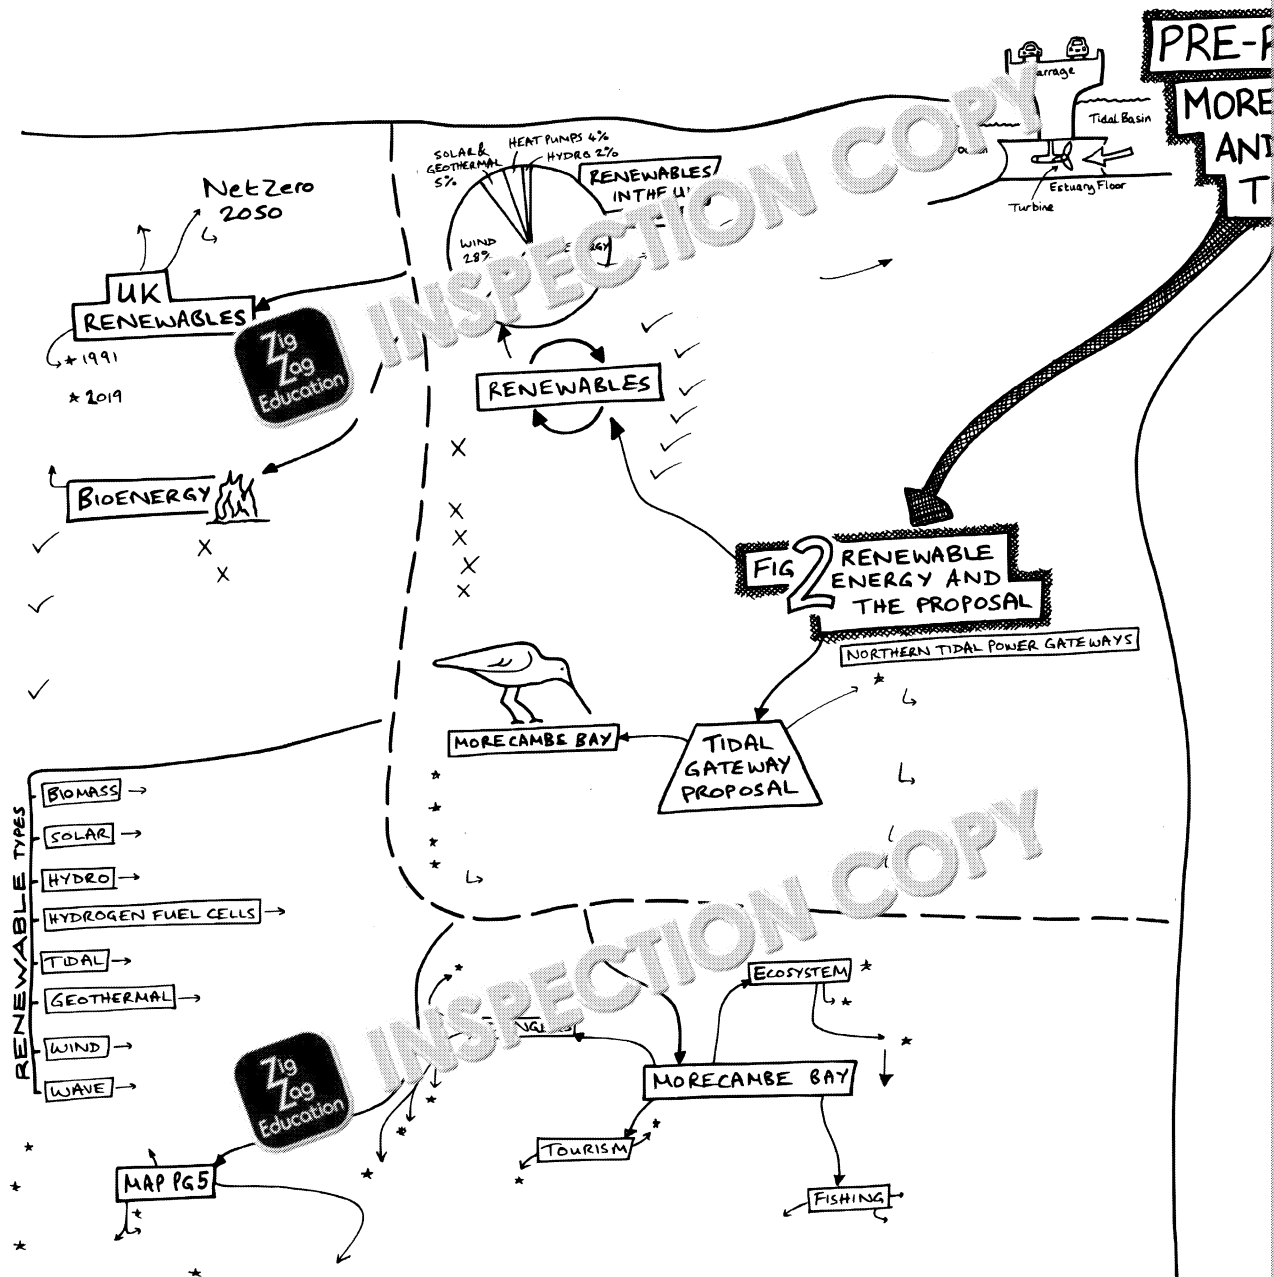 PRE-
MORE
AND
T
arrage
Tidal Basin
Estuary Floor
Turbine
HEAT PUMPS 4%
HYDRO 2%
SOLAR &
GEOTHERMAL
5%
RENEWABLES
IN THE U
WIND
28%
Net Zero
2050
UK
RENEWABLES
* 1991
* 2019
Zig
Zag
Education
INSPECTION COPY
RENEWABLES
BIOENERGY
FIG 2 RENEWABLE
ENERGY AND
THE PROPOSAL
NORTHERN TIDAL POWER GATEWAYS
MORECAMBE BAY
TIDAL
GATEWAY
PROPOSAL
RENEWABLE TYPES
BIOMASS
SOLAR
HYDRO
HYDROGEN FUEL CELLS
TIDAL
GEOTHERMAL
WIND
WAVE
INSPECTION COPY
Zig
Zag
Education
ECOSYSTEM
MORECAMBE BAY
TOURISM
FISHING
MAP PG5